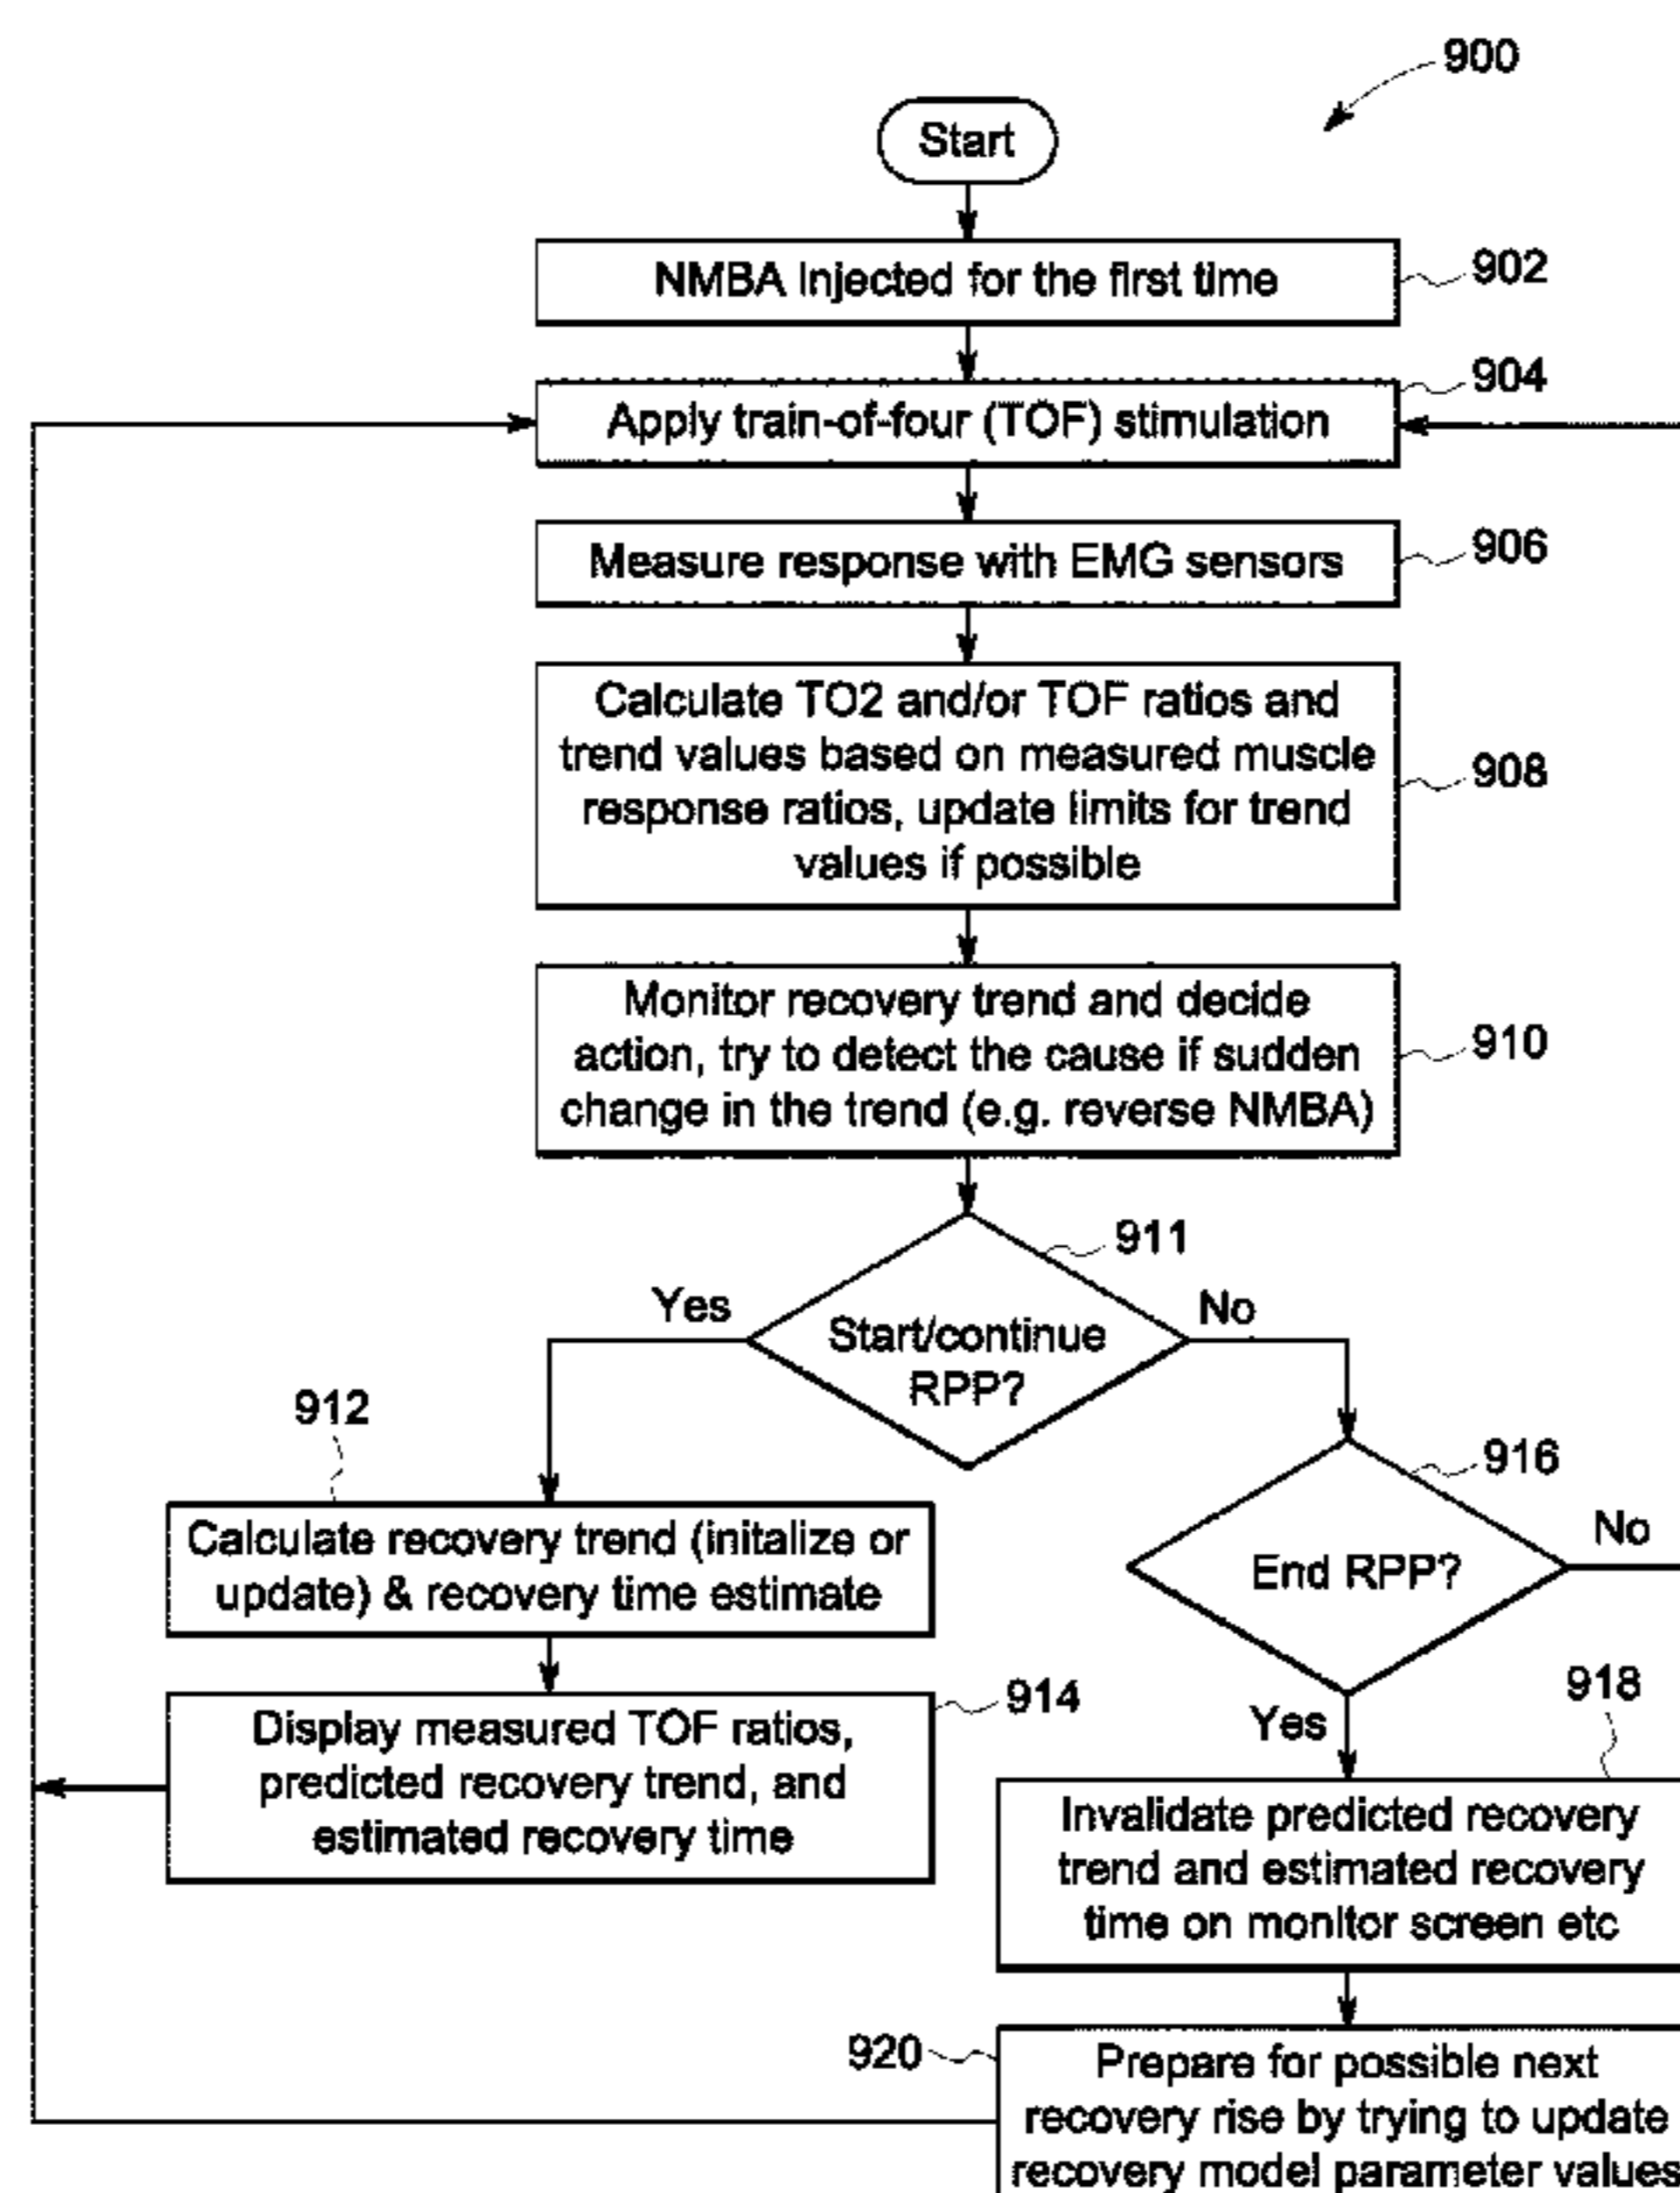 900
Start
NMBA Injected for the first time
902
904
Apply train-of-four (TOF) stimulation
Measure response with EMG sensors
906
Calculate TO2 and/or TOF ratios and
trend values based on measured muscle
response ratios, update limits for trend
values if possible
908
Monitor recovery trend and decide
action, try to detect the cause if sudden
change in the trend (e.g. reverse NMBA)
910
911
Yes
No
Start/continue
RPP?
912
916
Calculate recovery trend (initalize or
update) & recovery time estimate
End RPP?
No
914
Display measured TOF ratios,
predicted recovery trend, and
estimated recovery time
Yes
918
Invalidate predicted recovery
trend and estimated recovery
time on monitor screen etc
920
Prepare for possible next
recovery rise by trying to update
recovery model parameter values